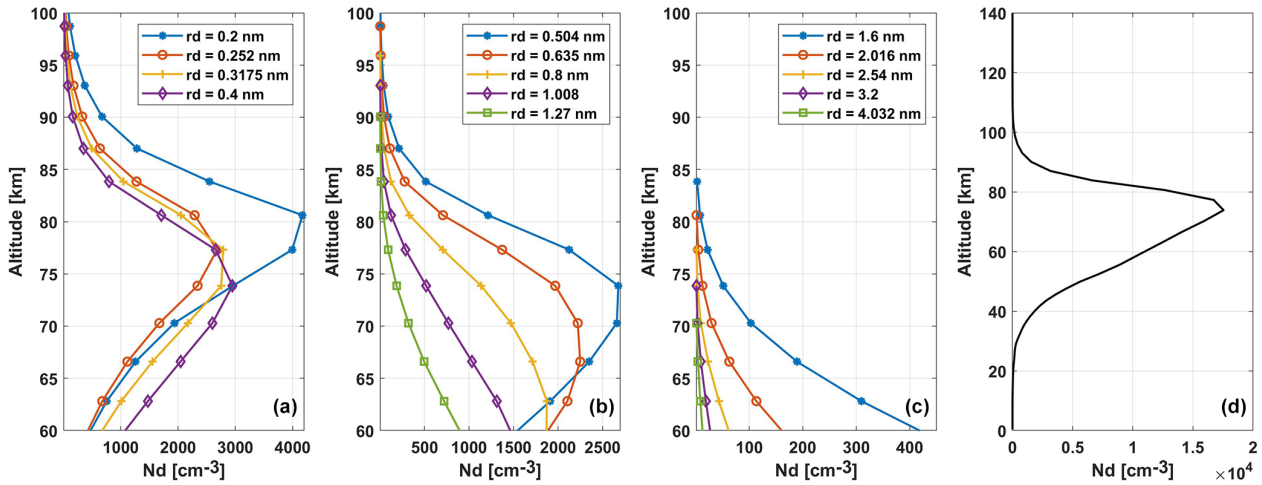 100
95
90
85
80
75
70
65
60
Altitude [km]
rd = 0.2 nm
rd = 0.252 nm
rd = 0.3175 nm
rd = 0.4 nm
(a)
1000 2000 3000 4000
Nd [cm-3]
100
95
90
85
80
75
70
65
60
Altitude [km]
rd = 0.504 nm
rd = 0.635 nm
rd = 0.8 nm
rd = 1.008
rd = 1.27 nm
(b)
500 1000 1500 2000 2500
Nd [cm-3]
100
95
90
85
80
75
70
65
60
Altitude [km]
rd = 1.6 nm
rd = 2.016 nm
rd = 2.54 nm
rd = 3.2
rd = 4.032 nm
(c)
1000 2000 3000 4000
Nd [cm-3]
140
120
100
80
60
40
20
0
Altitude [km]
(d)
0 0.5 1 1.5 2
Nd [cm-3]
×10^4